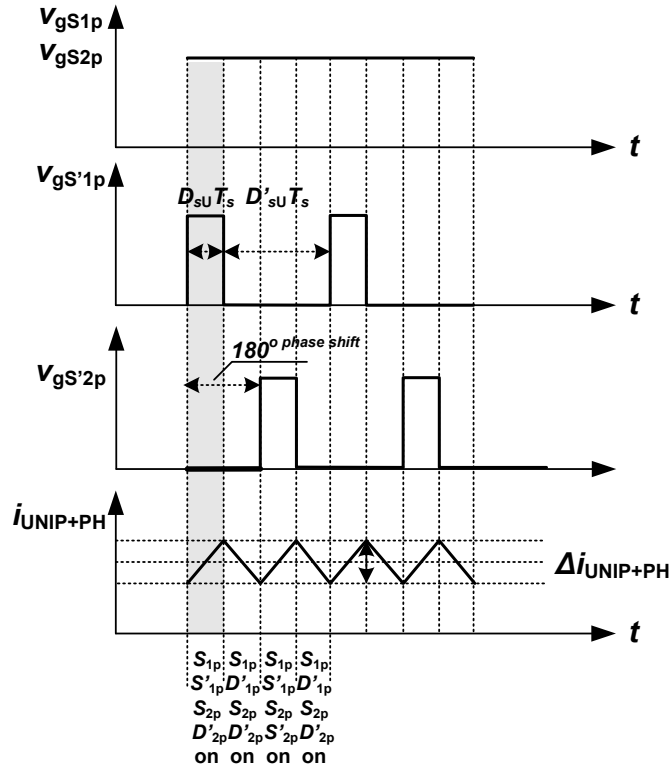 vgS1p
vgS2p
t
vgS'1p
DsUTs D'sUTs
t
vgS'2p
180o phase shift
t
iUNIP+PH
ΔiUNIP+PH
t
S1p S1p S1p S1p
S'1p D'1p S'1p D'1p
S2p S2p S2p S2p
D'2p D'2p S'2p D'2p
on on on on